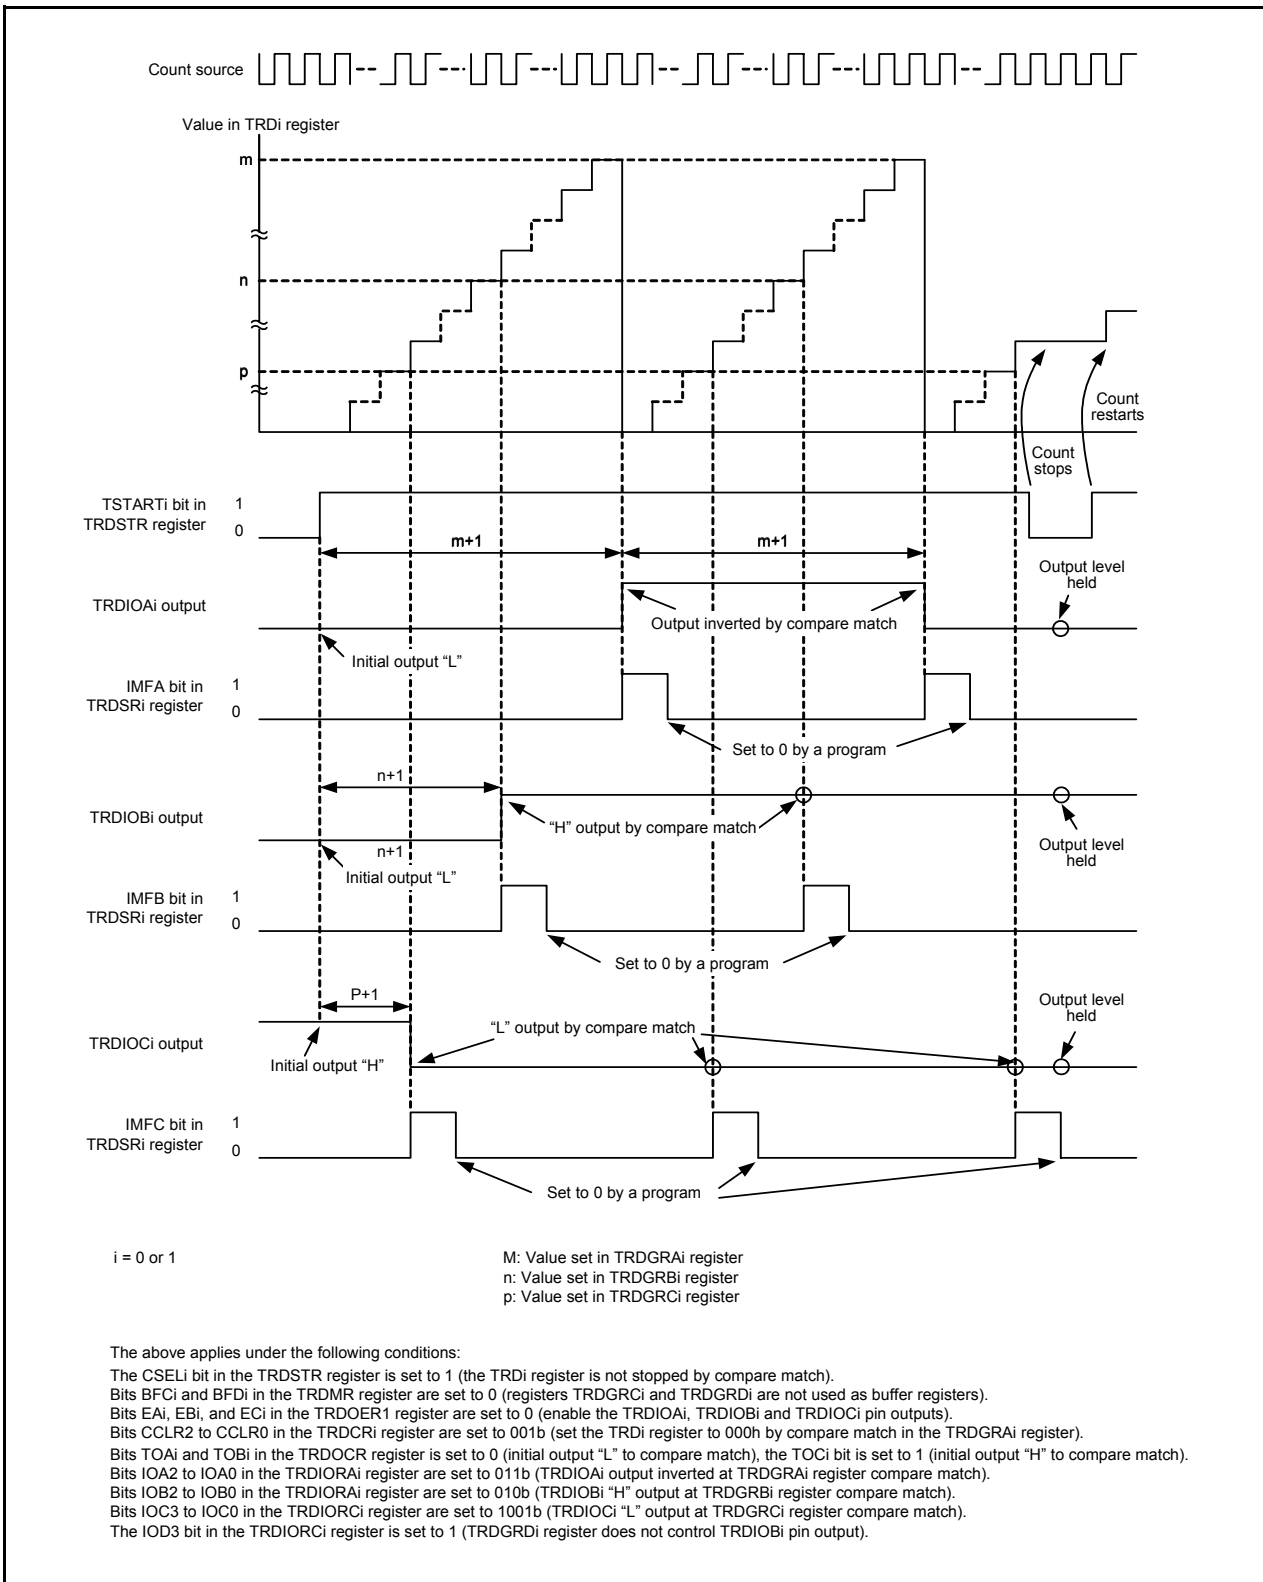 Count source
Value in TRDi register
m
n
p
Count
restarts
Count
stops
TSTARTi bit in
TRDSTR register
1
0
m+1
m+1
Output level
held
TRDIOAi output
Output inverted by compare match
Initial output “L”
IMFA bit in
TRDSRi register
1
0
Set to 0 by a program
n+1
TRDIOBi output
“H” output by compare match
n+1
Output level
held
Initial output “L”
IMFB bit in
TRDSRi register
1
0
Set to 0 by a program
P+1
Output level
held
“L” output by compare match
TRDIOCi output
Initial output “H”
IMFC bit in
TRDSRi register
1
0
Set to 0 by a program
i = 0 or 1
M: Value set in TRDGRAi register
n: Value set in TRDGRBi register
p: Value set in TRDGRCi register
The above applies under the following conditions:
The CSELi bit in the TRDSTR register is set to 1 (the TRDi register is not stopped by compare match).
Bits BFCi and BFDi in the TRDMR register are set to 0 (registers TRDGRCi and TRDGRDi are not used as buffer registers).
Bits EAi, EBi, and ECi in the TRDOER1 register are set to 0 (enable the TRDIOAi, TRDIOBi and TRDIOCi pin outputs).
Bits CCLR2 to CCLR0 in the TRDCRi register are set to 001b (set the TRDi register to 000h by compare match in the TRDGRAi register).
Bits TOAi and TOBi in the TRDOCR register is set to 0 (initial output “L” to compare match), the TOCi bit is set to 1 (initial output “H” to compare match).
Bits IOA2 to IOA0 in the TRDIORAi register are set to 011b (TRDIOAi output inverted at TRDGRAi register compare match).
Bits IOB2 to IOB0 in the TRDIORAi register are set to 010b (TRDIOBi “H” output at TRDGRBi register compare match).
Bits IOC3 to IOC0 in the TRDIORCi register are set to 1001b (TRDIOCi “L” output at TRDGRCi register compare match).
The IOD3 bit in the TRDIORCi register is set to 1 (TRDGRDi register does not control TRDIOBi pin output).